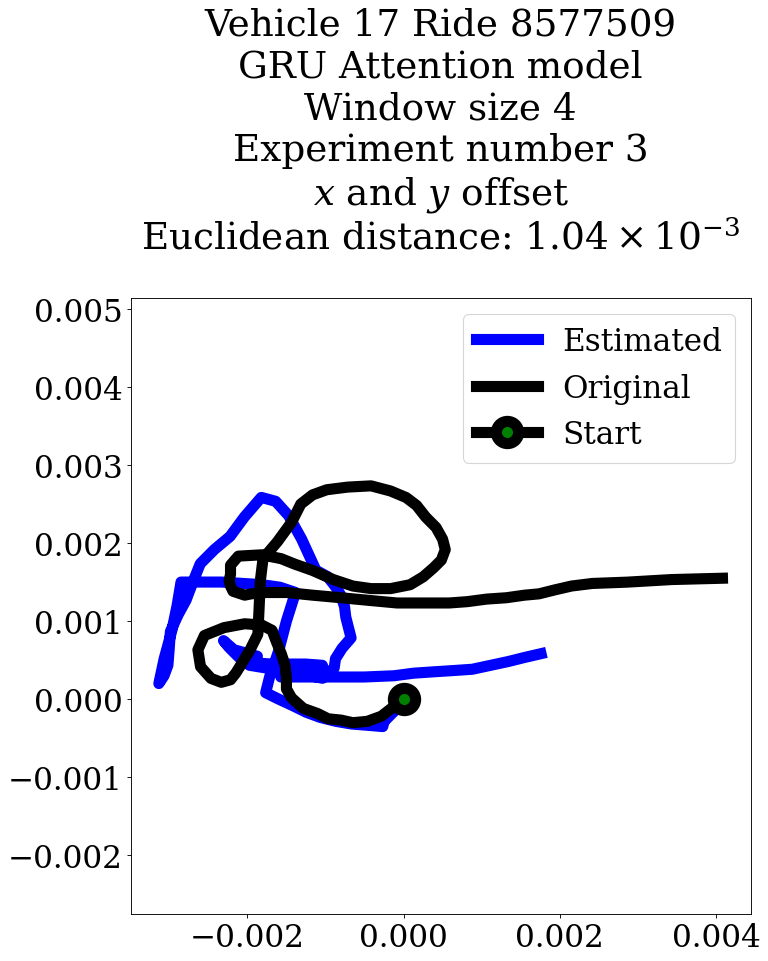 Vehicle 17 Ride 8577509
GRU Attention model
Window size 4
Experiment number 3
x and y offset
Euclidean distance: 1.04 × 10⁻³
0.005
0.004
0.003
0.002
0.001
0.000
−0.001
−0.002
Estimated
Original
Start
−0.002 0.000 0.002 0.004